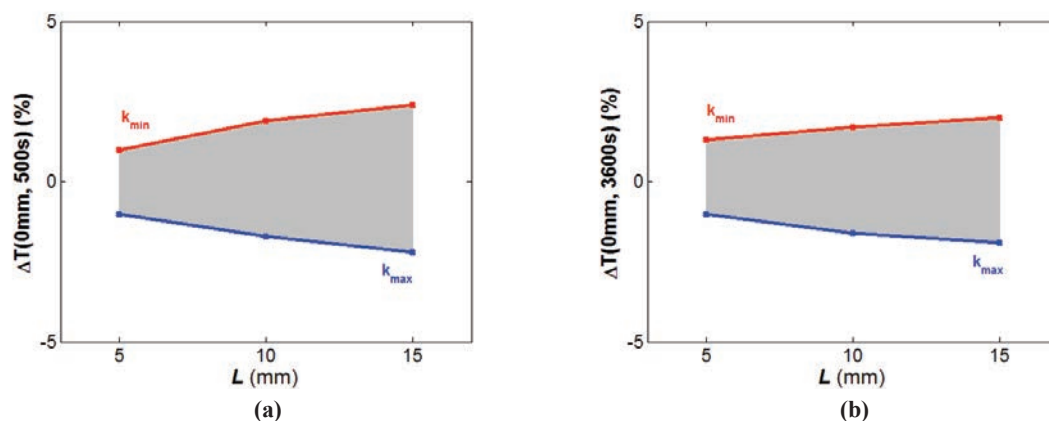 5
ΔT(0mm, 500s) (%)
k_min
0
k_max
-5
5 10 15
L (mm)
(a)
5
ΔT(0mm, 3600s) (%)
k_min
0
k_max
-5
5 10 15
L (mm)
(b)